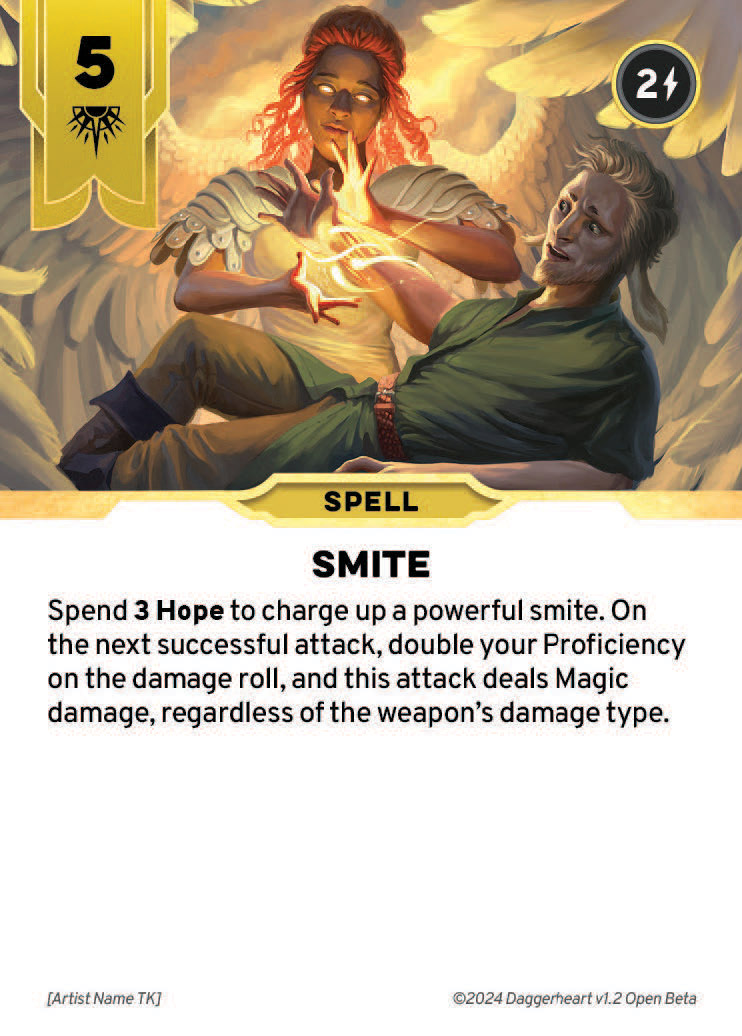 5
2
SPELL
SMITE
Spend 3 Hope to charge up a powerful smite. On
the next successful attack, double your Proficiency
on the damage roll, and this attack deals Magic
damage, regardless of the weapon’s damage type.
[Artist Name TK]
©2024 Daggerheart v1.2 Open Beta